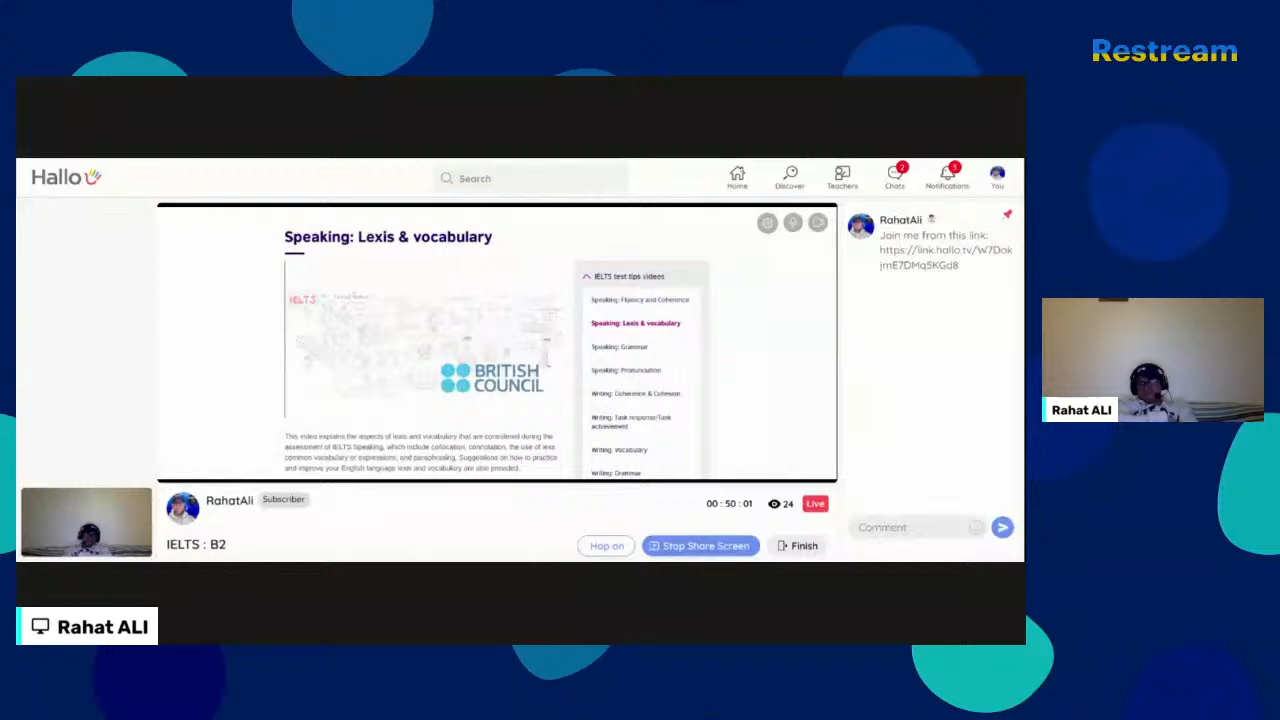 Restream
Hallo
Search
Home
Discover
Teachers
2
Chats
3
Notifications
You
Speaking: Lexis & vocabulary
IELTS
BRITISH
COUNCIL
This video explains the aspects of lexis and vocabulary that are considered during the
assessment of IELTS Speaking, which include collocation, connotation, the use of less
common vocabulary or expressions, and paraphrasing. Suggestions on how to practice
and improve your English language lexis and vocabulary are also provided.
IELTS test tips videos
Speaking: Fluency and Coherence
Speaking: Lexis & vocabulary
Speaking: Grammar
Speaking: Pronunciation
Writing: Coherence & Cohesion
Writing: Task response/Task
achievement
Writing: Vocabulary
Writing: Grammar
RahatAli
Join me from this link:
https://link.hallo.tv/W7Dok
jmE7DMq5KGd8
Rahat ALI
RahatAli Subscriber
00 : 50 : 01
24
Live
IELTS : B2
Hop on
Stop Share Screen
Finish
Comment
Rahat ALI